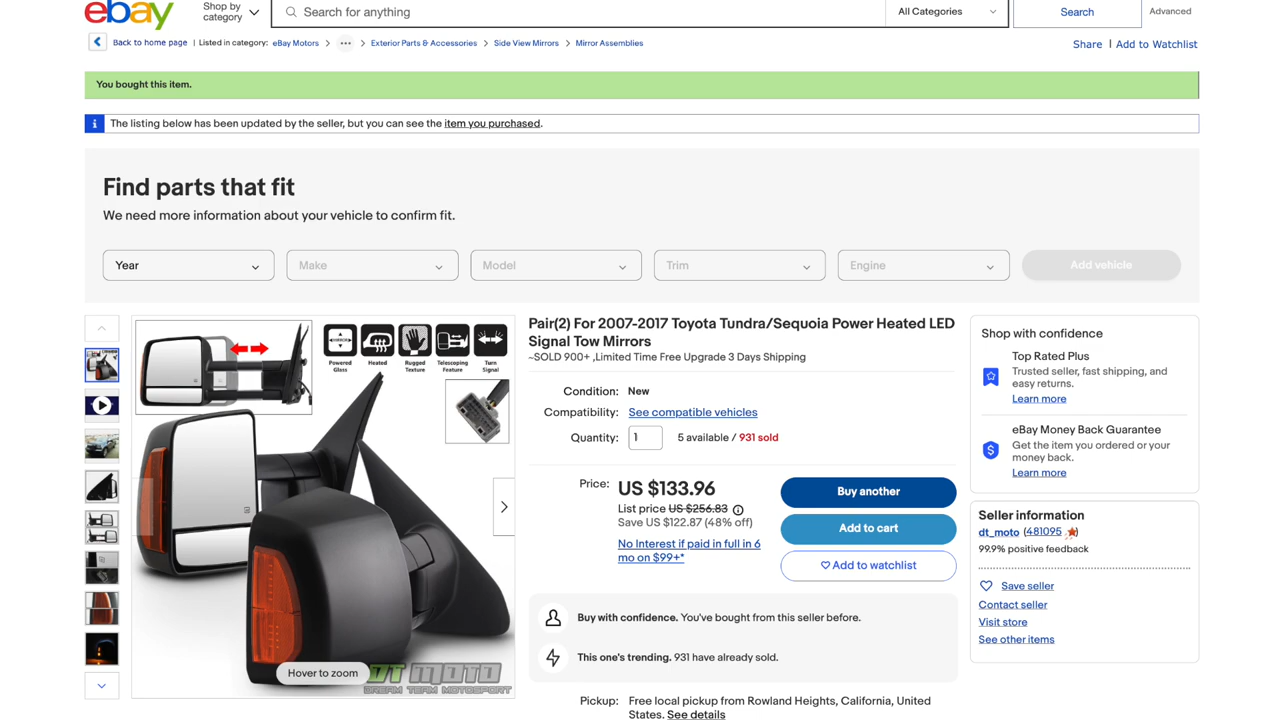 ebay
Shop by
category
Search for anything
All Categories
Search
Advanced
Back to home page | Listed in category: eBay Motors > ... > Exterior Parts & Accessories > Side View Mirrors > Mirror Assemblies
Share | Add to Watchlist
You bought this item.
i The listing below has been updated by the seller, but you can see the item you purchased.
Find parts that fit
We need more information about your vehicle to confirm fit.
Year
Make
Model
Trim
Engine
Add vehicle
Powered
Glass
Heated
Rugged
Texture
Telescoping
Feature
Turn
Signal
Hover to zoom
DT MOTO
DREAM TEAM MOTORSPORT
Pair(2) For 2007-2017 Toyota Tundra/Sequoia Power Heated LED
Signal Tow Mirrors
~SOLD 900+ ,Limited Time Free Upgrade 3 Days Shipping
Condition: New
Compatibility: See compatible vehicles
Quantity: 1 5 available / 931 sold
Price: US $133.96
List price US $256.83
Save US $122.87 (48% off)
No Interest if paid in full in 6
mo on $99+*
Buy another
Add to cart
Add to watchlist
Buy with confidence. You've bought from this seller before.
This one's trending. 931 have already sold.
Pickup: Free local pickup from Rowland Heights, California, United
States. See details
Shop with confidence
Top Rated Plus
Trusted seller, fast shipping, and
easy returns.
Learn more
eBay Money Back Guarantee
Get the item you ordered or your
money back.
Learn more
Seller information
dt_moto (481095)
99.9% positive feedback
Save seller
Contact seller
Visit store
See other items